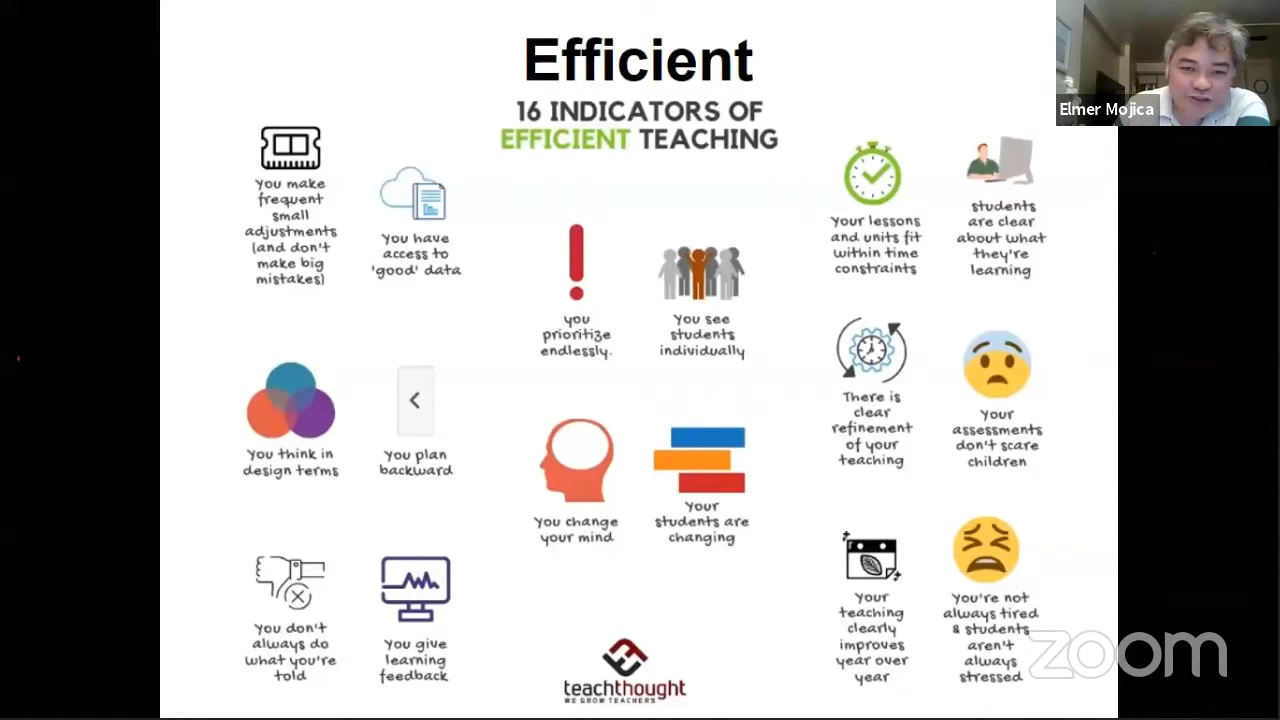 Efficient
16 INDICATORS OF
EFFICIENT TEACHING
Elmer Mojica
You make
frequent
small
adjustments
(and don't
make big
mistakes)
You have
access to
'good' data
you
prioritize
endlessly.
You see
students
individually
Your lessons
and units fit
within time
constraints
students
are clear
about what
they're
learning
You think in
design terms
You plan
backward
You change
your mind
Your
students are
changing
There is
clear
refinement
of your
teaching
Your
assessments
don't scare
children
You don't
always do
what you're
told
You give
learning
feedback
Your
teaching
clearly
improves
year over
year
You're not
always tired
& students
aren't
always
stressed
teachthought
WE GROW TEACHERS
zoom